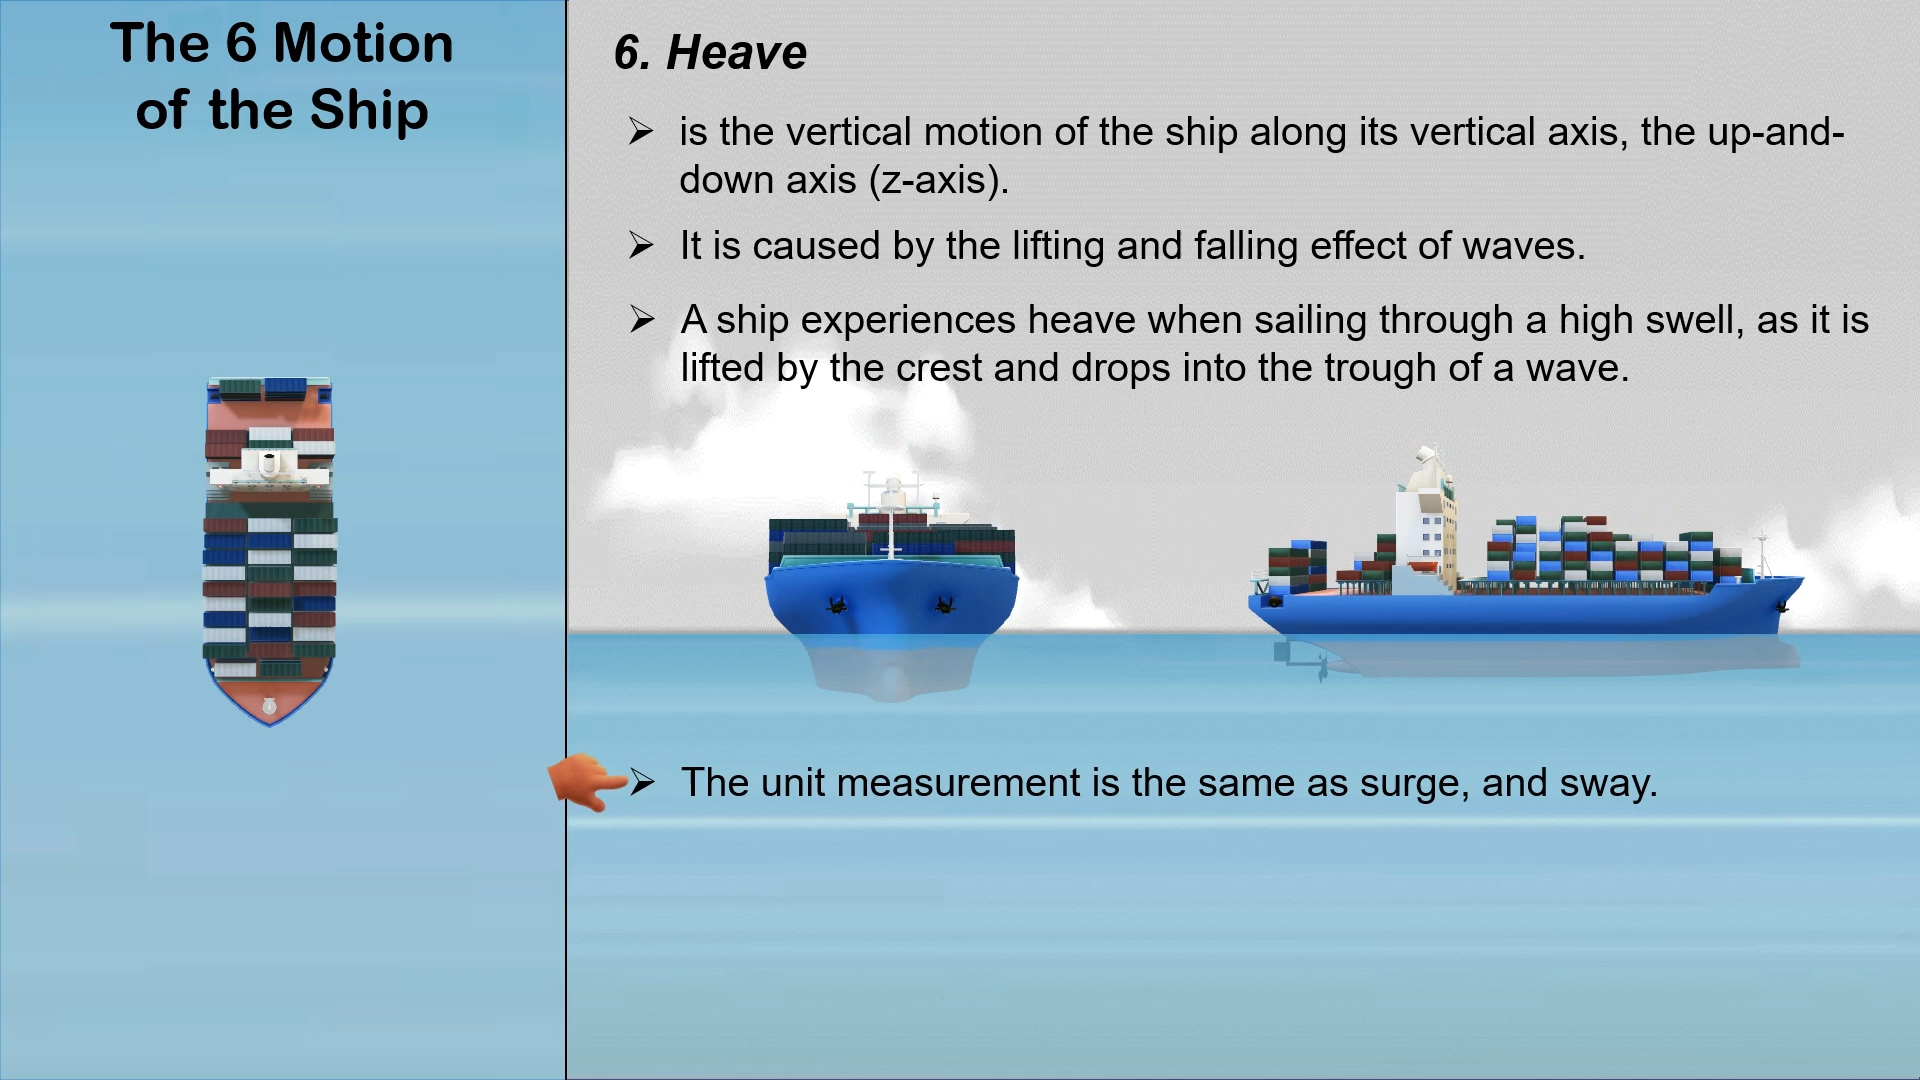 The 6 Motion
of the Ship
6. Heave
➢ is the vertical motion of the ship along its vertical axis, the up-and-
down axis (z-axis).
➢ It is caused by the lifting and falling effect of waves.
➢ A ship experiences heave when sailing through a high swell, as it is
lifted by the crest and drops into the trough of a wave.
➢ The unit measurement is the same as surge, and sway.